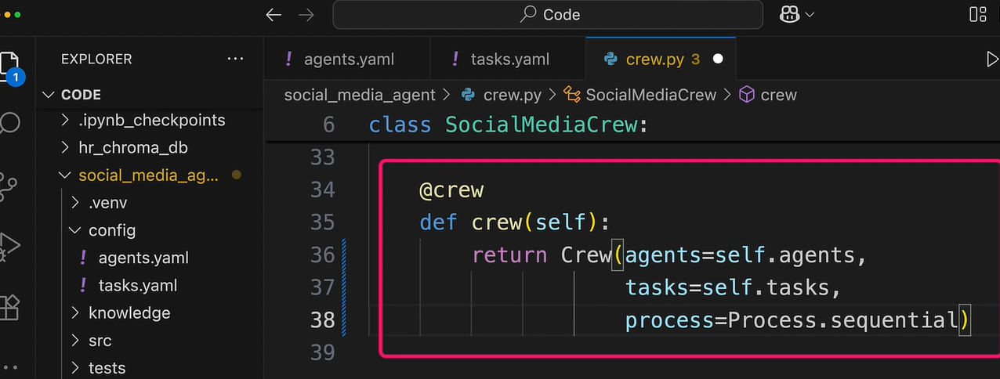 Code
EXPLORER ...
1
CODE
.ipynb_checkpoints
hr_chroma_db
social_media_ag...
.venv
config
! agents.yaml
! tasks.yaml
knowledge
src
tests
! agents.yaml
! tasks.yaml
crew.py 3
social_media_agent > crew.py > SocialMediaCrew > crew
6 class SocialMediaCrew:
33
34 @crew
35 def crew(self):
36 return Crew(agents=self.agents,
37 tasks=self.tasks,
38 process=Process.sequential)
39